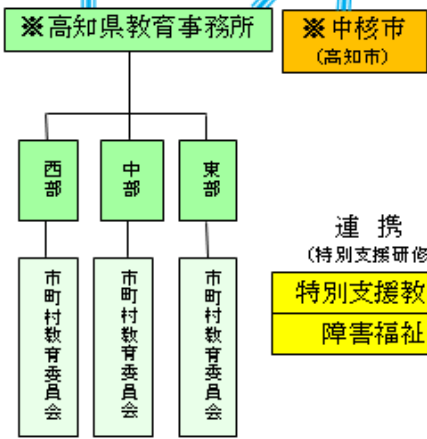 ※高知県教育事務所
※中核市
(高知市)
西部
中部
東部
市町村教育委員会
市町村教育委員会
市町村教育委員会
連 携
(特別支援研修
特別支援教
障害福祉